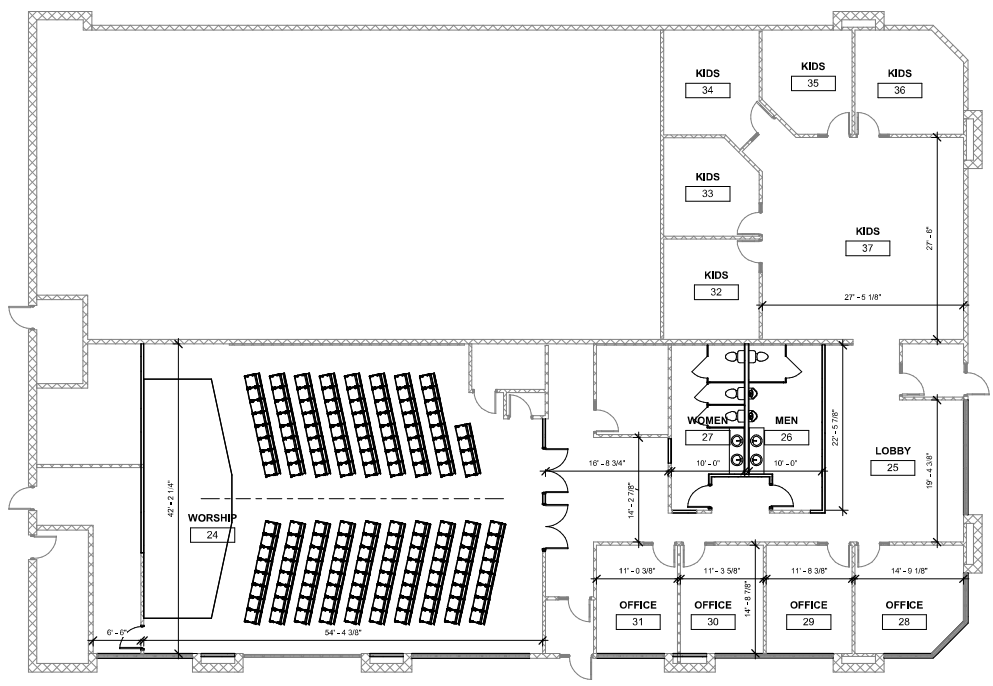 KIDS
34
KIDS
35
KIDS
36
KIDS
33
KIDS
37
27' - 6"
KIDS
32
27' - 5 1/8"
WOMEN
27
MEN
26
22' - 5 7/8"
LOBBY
25
16' - 8 3/4"
10' - 0"
10' - 0"
19' - 4 3/8"
14' - 2 7/8"
42' - 2 1/4"
WORSHIP
24
11' - 0 3/8"
11' - 3 5/8"
11' - 8 3/8"
14' - 9 1/8"
14' - 8 7/8"
OFFICE
31
OFFICE
30
OFFICE
29
OFFICE
28
6' - 6"
54' - 4 3/8"